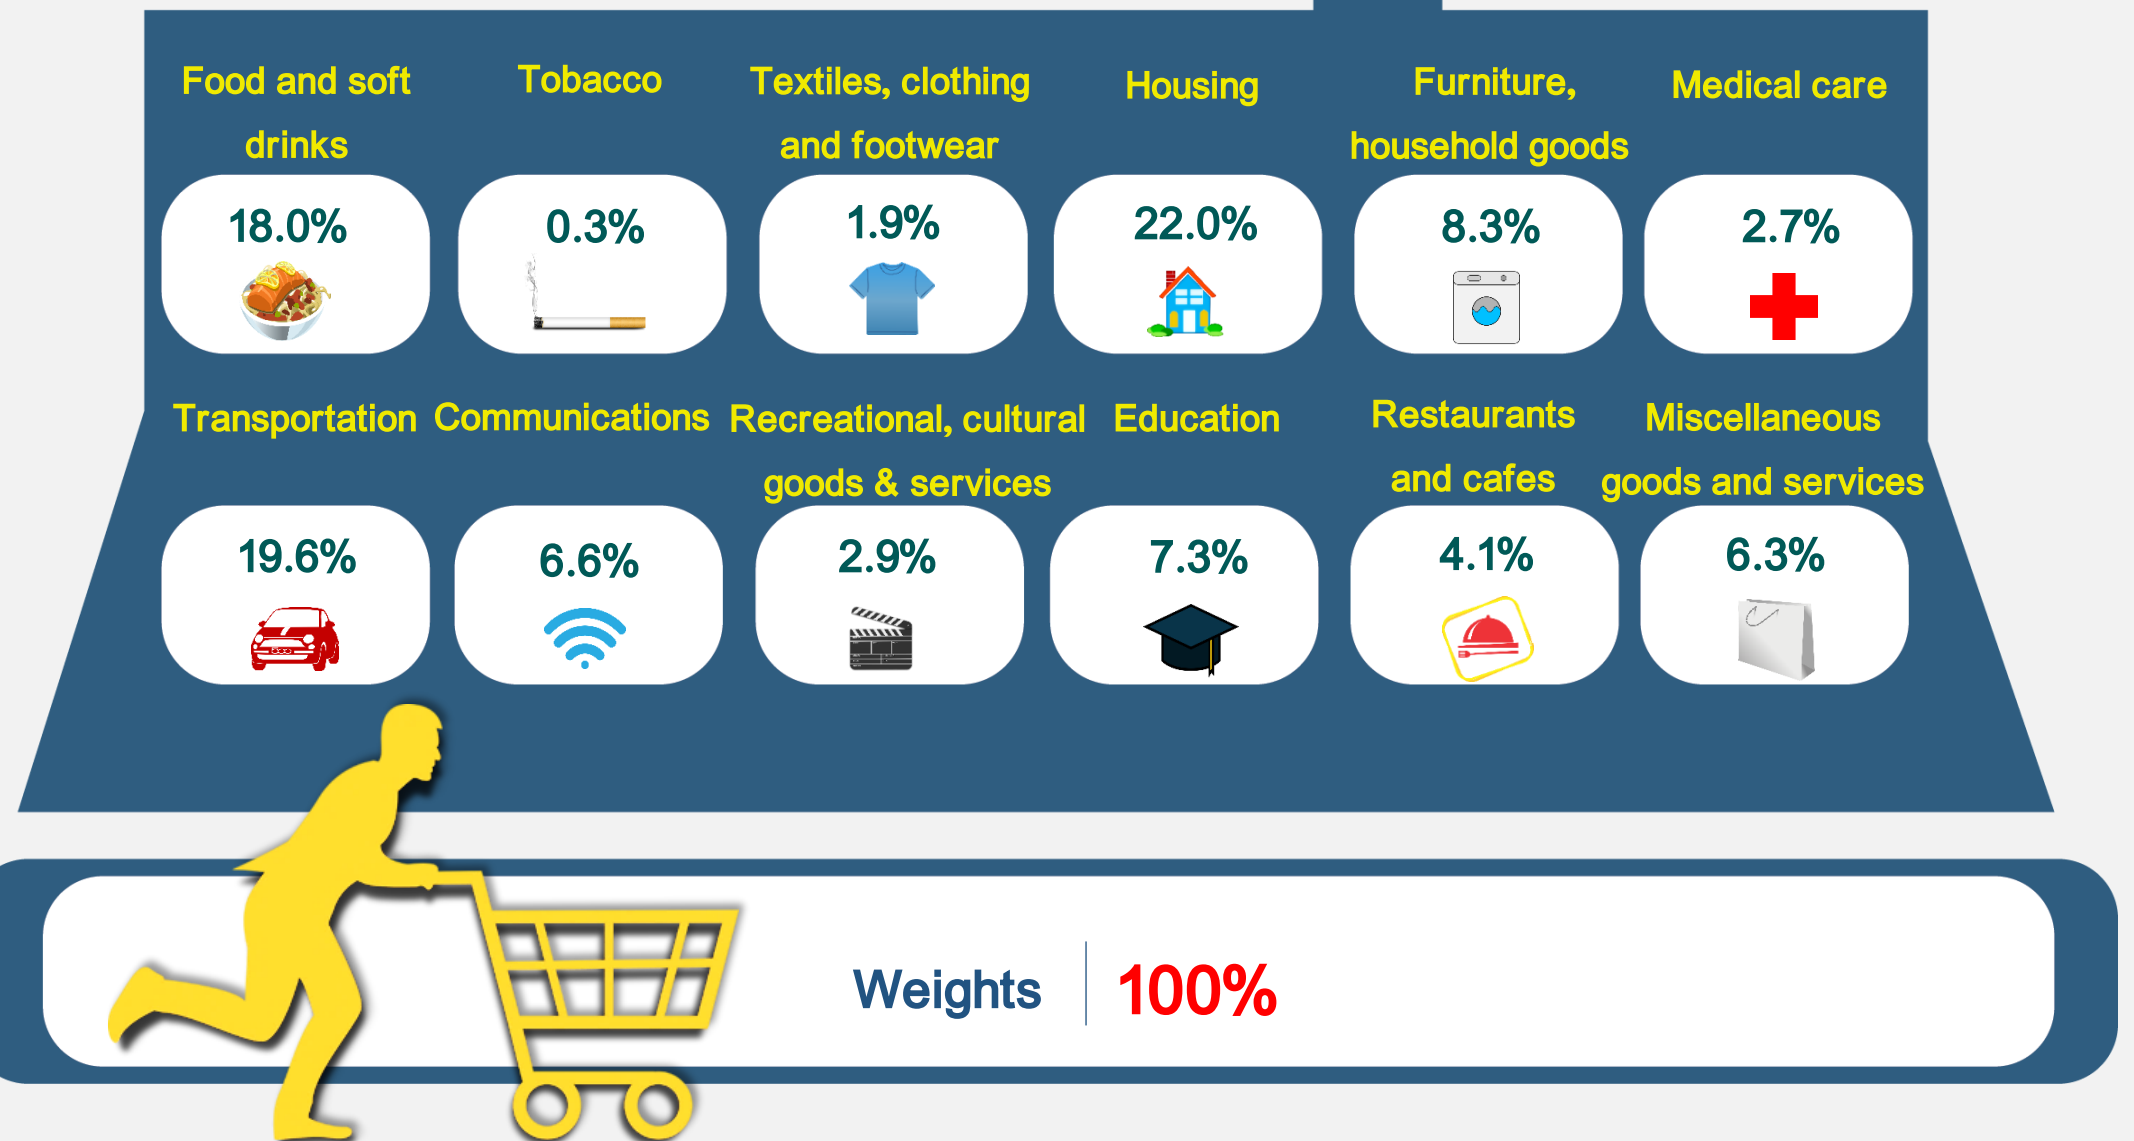 Food and soft
drinks
18.0%
Tobacco
0.3%
Textiles, clothing
and footwear
1.9%
Housing
22.0%
Furniture,
household goods
8.3%
Medical care
2.7%
Transportation
19.6%
Communications
6.6%
Recreational, cultural
goods & services
2.9%
Education
7.3%
Restaurants
and cafes
4.1%
Miscellaneous
goods and services
6.3%
Weights
100%